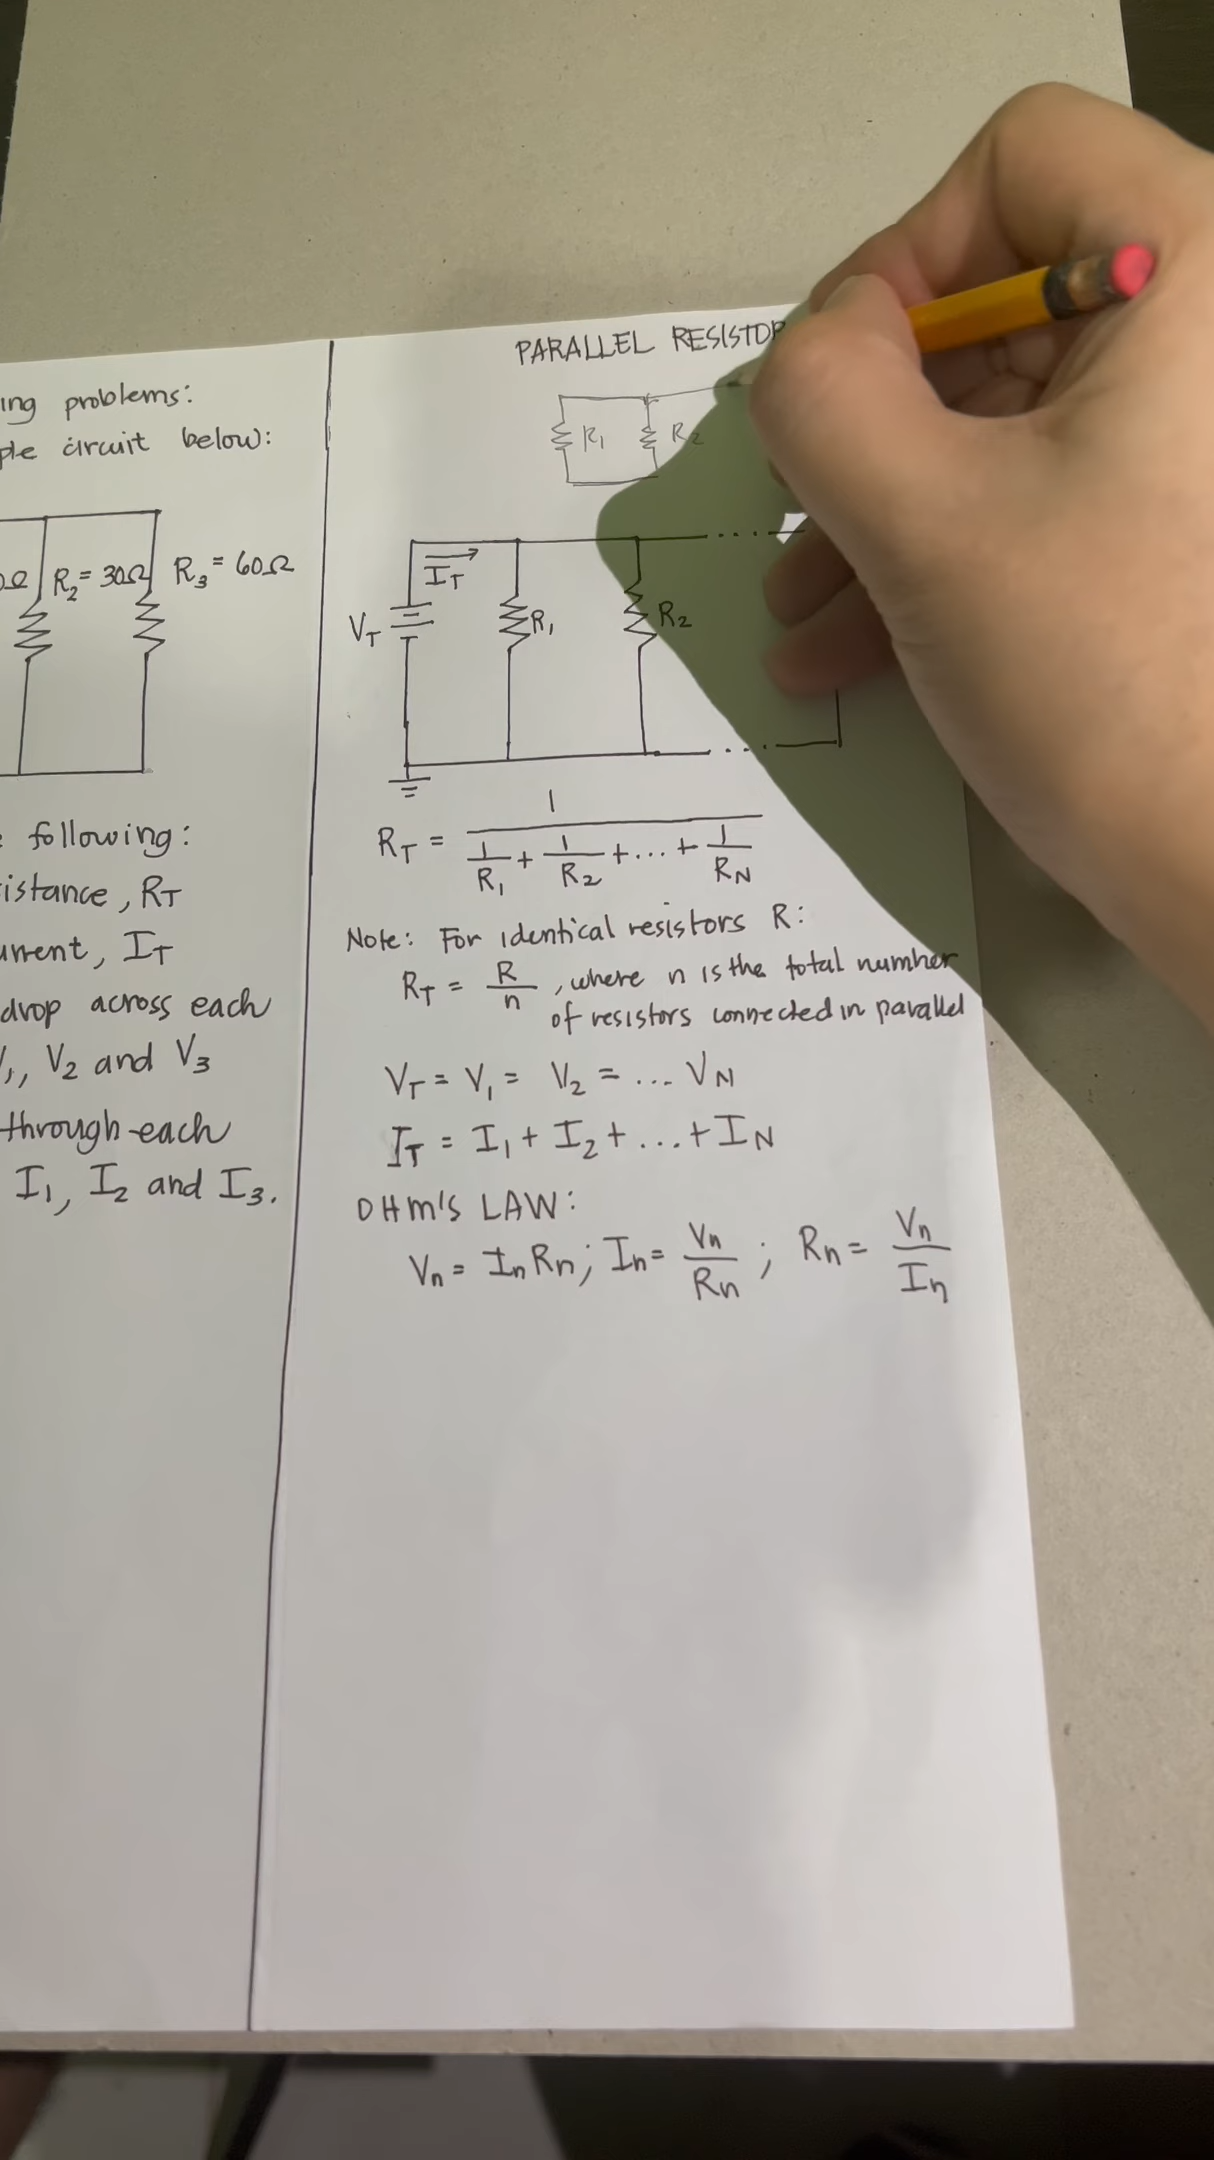 ing problems:
ple circuit below:
R₂ = 30Ω R₃ = 60Ω
following:
istance, RT
urrent, IT
drop across each
V₂ and V₃
through each
I₁, I₂ and I₃.
PARALLEL RESISTOR
R₁ R₂
IT
VT R₁ R₂
...
...
RT = 1 / (1/R₁ + 1/R₂ + ... + 1/RN)
Note: For identical resistors R:
RT = R/n , where n is the total number
of resistors connected in parallel
VT = V₁ = V₂ = ... VN
IT = I₁ + I₂ + ... + IN
OHm's LAW:
Vn = InRn; In = Vn/Rn ; Rn = Vn/In